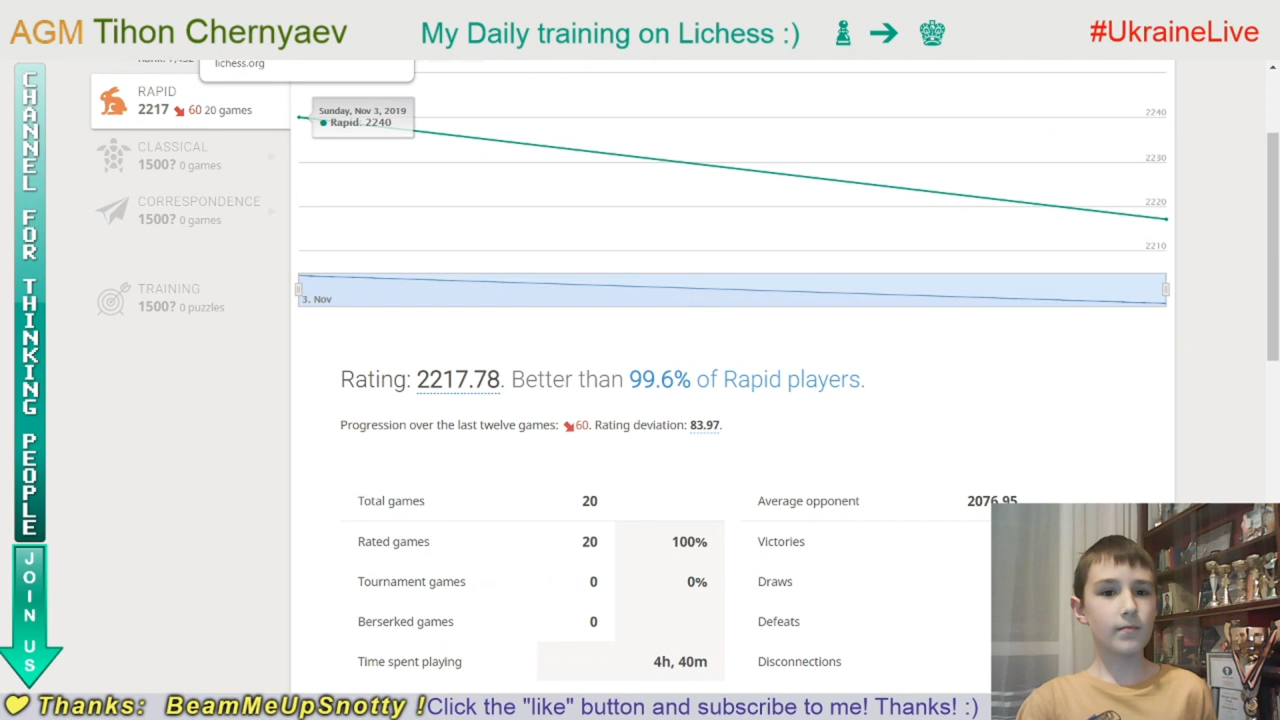 AGM Tihon Chernyaev
My Daily training on Lichess :)
#UkraineLive
CHANNEL FOR THINKING PEOPLE
JOIN US
lichess.org
RAPID
2217 60 20 games
CLASSICAL
1500? 0 games
CORRESPONDENCE
1500? 0 games
TRAINING
1500? 0 puzzles
Sunday, Nov 3, 2019
Rapid: 2240
2240
2230
2220
2210
3. Nov
Rating: 2217.78. Better than 99.6% of Rapid players.
Progression over the last twelve games: 60. Rating deviation: 83.97.
Total games 20
Average opponent 2076.95
Rated games 20 100%
Victories
Tournament games 0 0%
Draws
Berserked games 0
Defeats
Time spent playing 4h, 40m
Disconnections
Thanks: BeamMeUpSnotty !Click the "like" button and subscribe to me! Thanks! :)